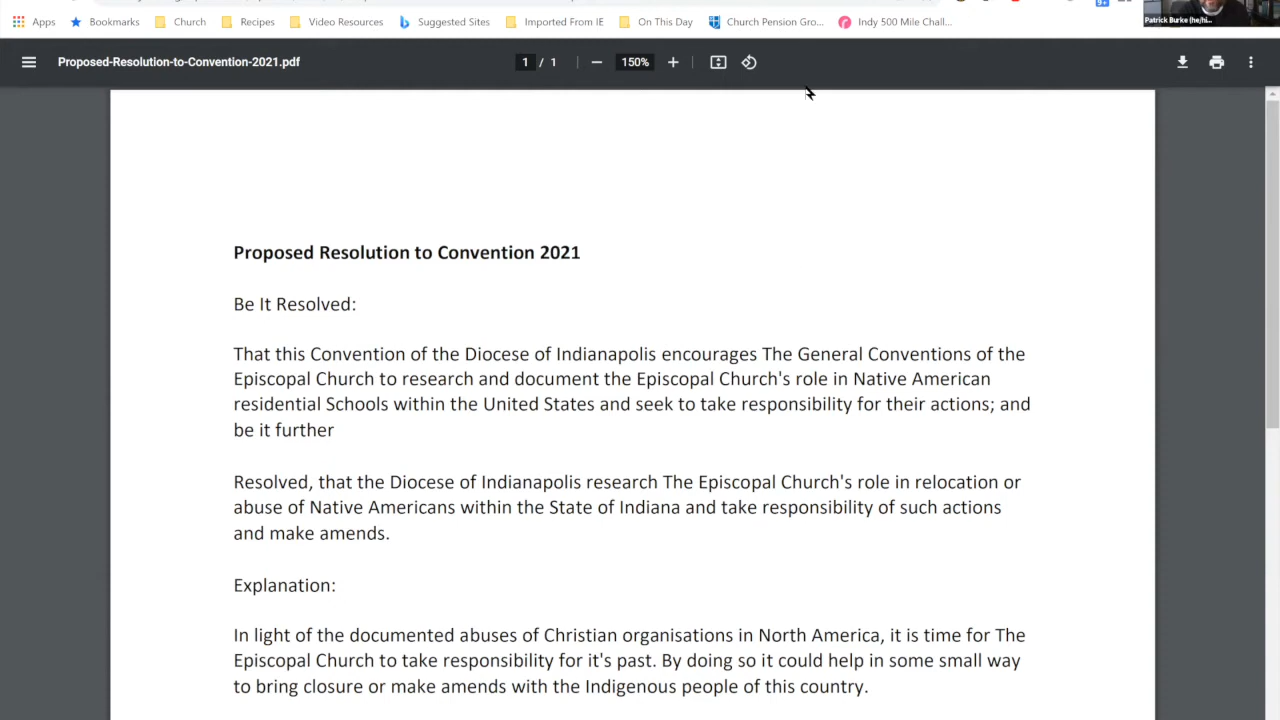 Apps Bookmarks Church Recipes Video Resources Suggested Sites Imported From IE On This Day Church Pension Gro... Indy 500 Mile Chall...
Patrick Burke (he/hi...
Proposed-Resolution-to-Convention-2021.pdf 1 / 1 150%
Proposed Resolution to Convention 2021
Be It Resolved:
That this Convention of the Diocese of Indianapolis encourages The General Conventions of the
Episcopal Church to research and document the Episcopal Church's role in Native American
residential Schools within the United States and seek to take responsibility for their actions; and
be it further
Resolved, that the Diocese of Indianapolis research The Episcopal Church's role in relocation or
abuse of Native Americans within the State of Indiana and take responsibility of such actions
and make amends.
Explanation:
In light of the documented abuses of Christian organisations in North America, it is time for The
Episcopal Church to take responsibility for it's past. By doing so it could help in some small way
to bring closure or make amends with the Indigenous people of this country.